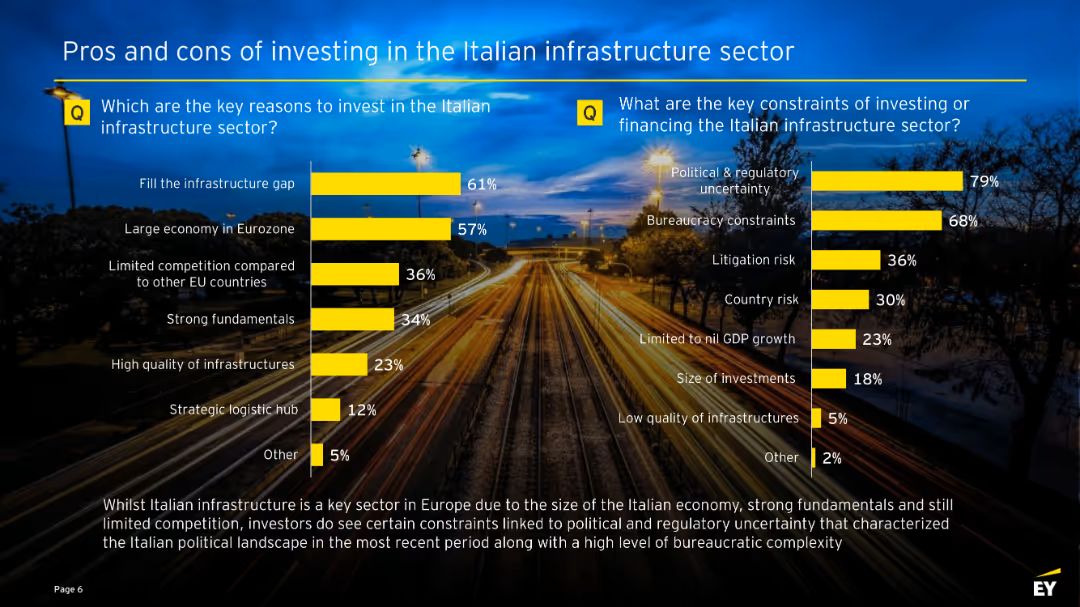 Pros and cons of investing in the Italian infrastructure sector
Q
Which are the key reasons to invest in the Italian
infrastructure sector?
Fill the infrastructure gap
61%
Large economy in Eurozone
57%
Limited competition compared
to other EU countries
36%
Strong fundamentals
34%
High quality of infrastructures
23%
Strategic logistic hub
12%
Other
5%
Q
What are the key constraints of investing or
financing the Italian infrastructure sector?
Political & regulatory
uncertainty
79%
Bureaucracy constraints
68%
Litigation risk
36%
Country risk
30%
Limited to nil GDP growth
23%
Size of investments
18%
Low quality of infrastructures
5%
Other
2%
Whilst Italian infrastructure is a key sector in Europe due to the size of the Italian economy, strong fundamentals and still
limited competition, investors do see certain constraints linked to political and regulatory uncertainty that characterized
the Italian political landscape in the most recent period along with a high level of bureaucratic complexity
Page 6
EY